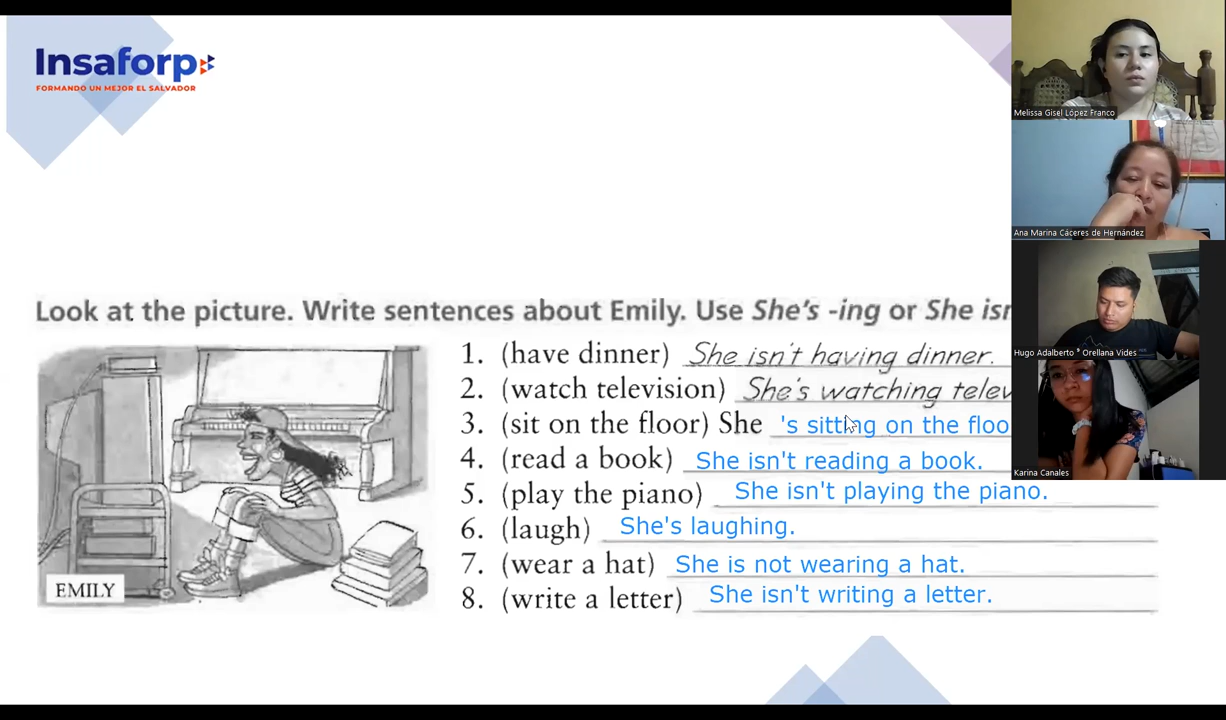 Insaforp
FORMANDO UN MEJOR EL SALVADOR
Look at the picture. Write sentences about Emily. Use She's -ing or She isn
1. (have dinner) She isn't having dinner.
2. (watch television) She's watching telev
3. (sit on the floor) She 's sitting on the floo
4. (read a book) She isn't reading a book.
5. (play the piano) She isn't playing the piano.
6. (laugh) She's laughing.
7. (wear a hat) She is not wearing a hat.
8. (write a letter) She isn't writing a letter.
EMILY
Melissa Gisel López Franco
Ana Marina Cáceres de Hernández
Hugo Adalberto * Orellana Vides
Karina Canales